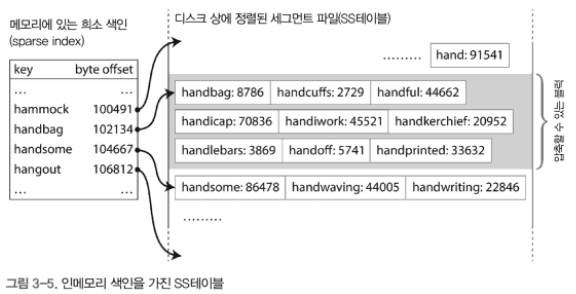 메모리에 있는 희소 색인
(sparse index)
key byte offset
... ...
hammock 100491
handbag 102134
handsome 104667
hangout 106812
... ...
디스크 상에 정렬된 세그먼트 파일(SS테이블)
......... hand: 91541
handbag: 8786 handcuffs: 2729 handful: 44662
handicap: 70836 handiwork: 45521 handkerchief: 20952
handlebars: 3869 handoff: 5741 handprinted: 33632
handsome: 86478 handwaving: 44005 handwriting: 22846
.........
압축할 수 있는 블럭
그림 3-5. 인메모리 색인을 가진 SS테이블